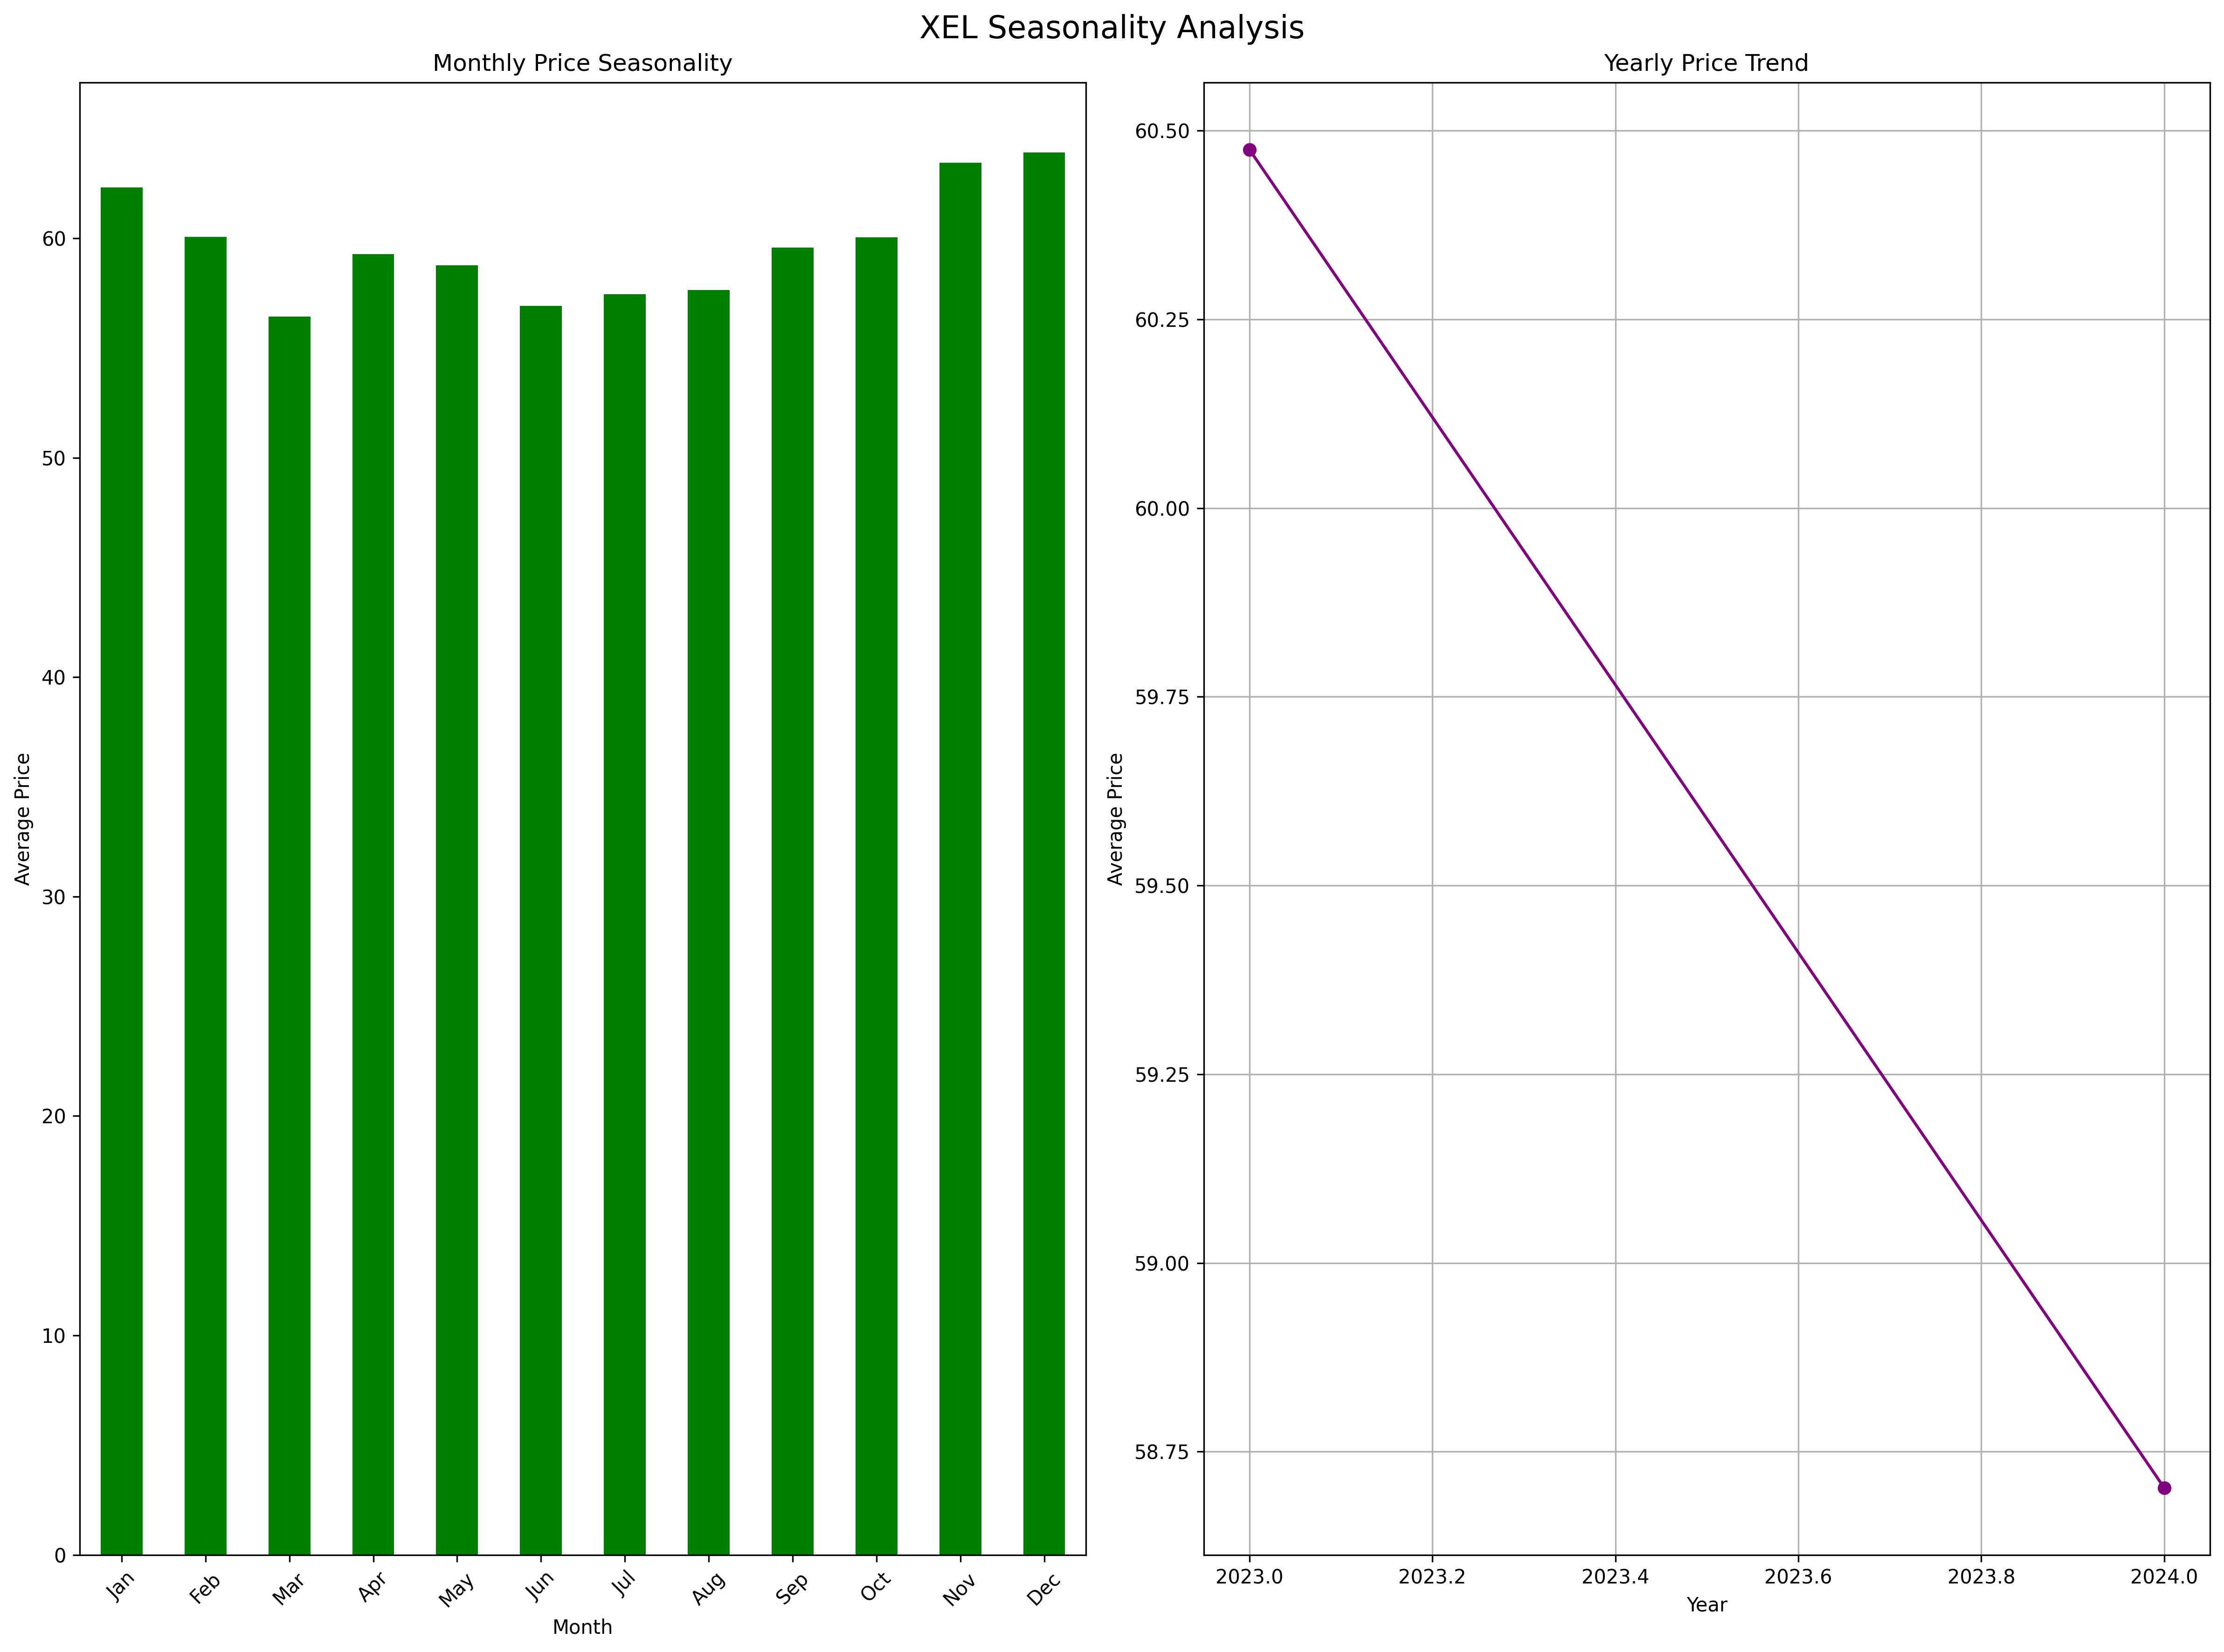 XEL Seasonality Analysis
Monthly Price Seasonality
Average Price
60
50
40
30
20
10
0
Jan Feb Mar Apr May Jun Jul Aug Sep Oct Nov Dec
Month
Yearly Price Trend
Average Price
60.50
60.25
60.00
59.75
59.50
59.25
59.00
58.75
2023.0 2023.2 2023.4 2023.6 2023.8 2024.0
Year